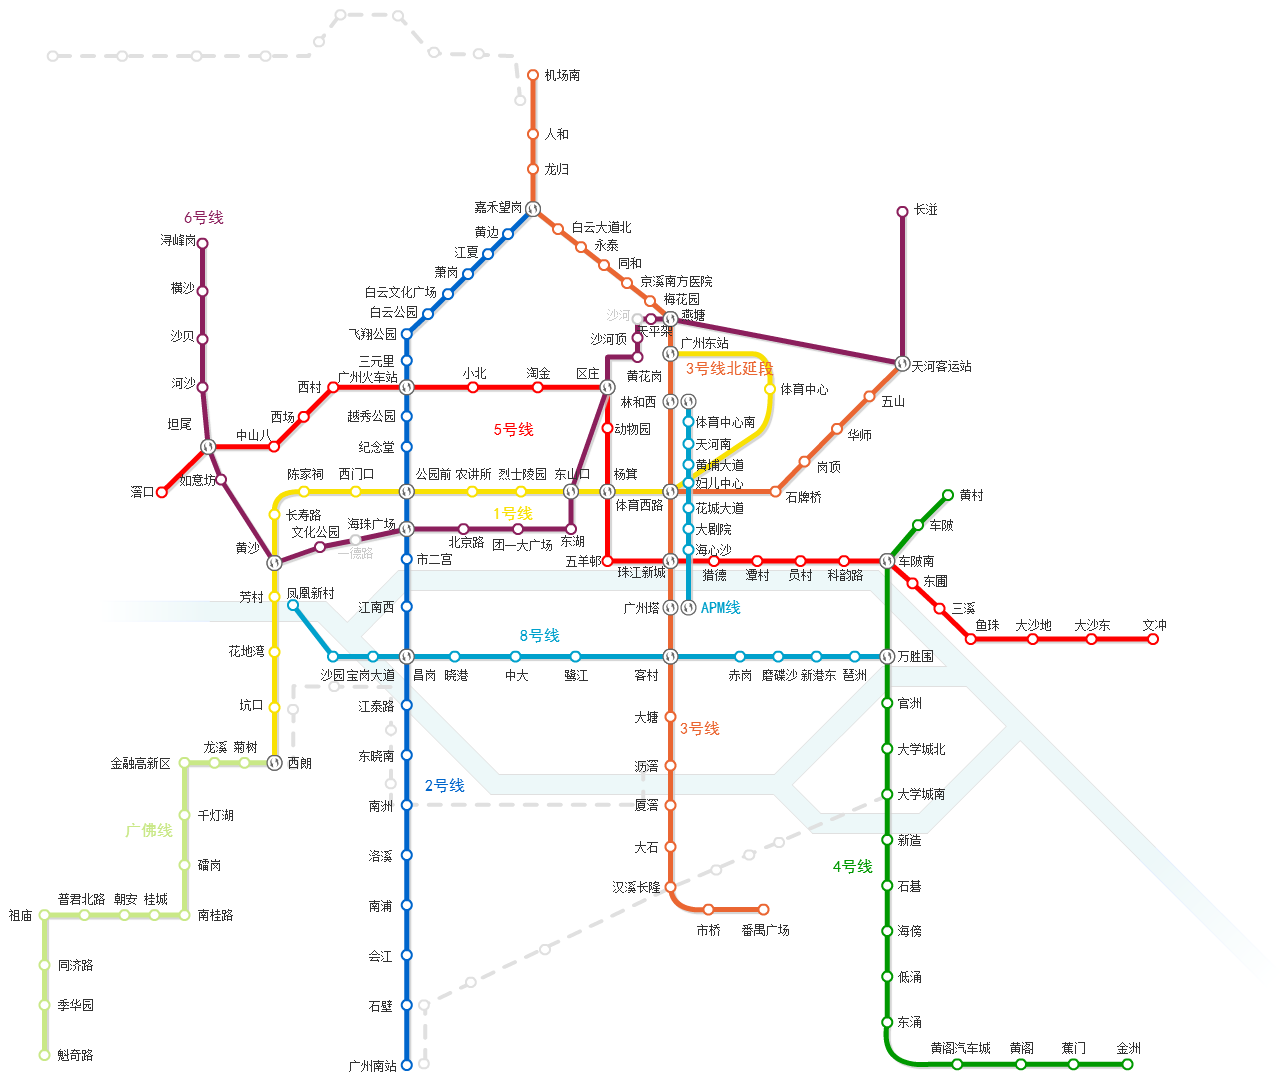 机场南
人和
龙归
嘉禾望岗
6号线
长湴
黄边
白云大道北
浔峰岗
江夏
永泰
萧岗
同和
横沙
白云文化广场
京溪南方医院
白云公园
梅花园
沙河
燕塘
沙贝
飞翔公园
沙河顶
天平架
广州东站
三元里
3号线北延段
天河客运站
河沙
西村
广州火车站
小北
淘金
区庄
黄花岗
体育中心
林和西
五山
坦尾
西场
越秀公园
体育中心南
中山八
5号线
动物园
华师
纪念堂
天河南
黄埔大道
岗顶
滘口
如意坊
陈家祠
西门口
公园前
农讲所
烈士陵园
东山口
杨箕
妇儿中心
石牌桥
黄村
长寿路
1号线
体育西路
花城大道
车陂
文化公园
海珠广场
大剧院
黄沙
一德路
北京路
团一大广场
东湖
海心沙
市二宫
五羊邨
珠江新城
猎德
潭村
员村
科韵路
车陂南
东圃
芳村
凤凰新村
江南西
广州塔
APM线
三溪
鱼珠
大沙地
大沙东
文冲
8号线
花地湾
沙园
宝岗大道
昌岗
晓港
中大
鹭江
客村
赤岗
磨碟沙
新港东
琶洲
万胜围
坑口
江泰路
大塘
官洲
3号线
龙溪
菊树
东晓南
大学城北
金融高新区
西朗
沥滘
2号线
大学城南
南洲
厦滘
千灯湖
广佛线
新造
大石
洛溪
4号线
礌岗
汉溪长隆
石碁
普君北路
朝安
桂城
南浦
祖庙
南桂路
市桥
番禺广场
海傍
会江
同济路
低涌
季华园
石壁
东涌
魁奇路
广州南站
黄阁汽车城
黄阁
蕉门
金洲